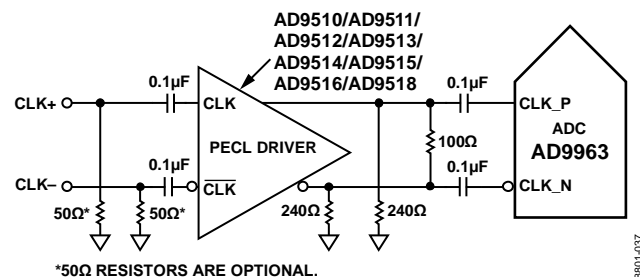 AD9510/AD9511/
AD9512/AD9513/
AD9514/AD9515/
AD9516/AD9518
0.1µF
0.1µF
CLK+
CLK
CLK_P
PECL DRIVER
ADC
AD9963
100Ω
0.1µF
0.1µF
CLK–
CLK
CLK_N
50Ω*
50Ω*
240Ω
240Ω
*50Ω RESISTORS ARE OPTIONAL.